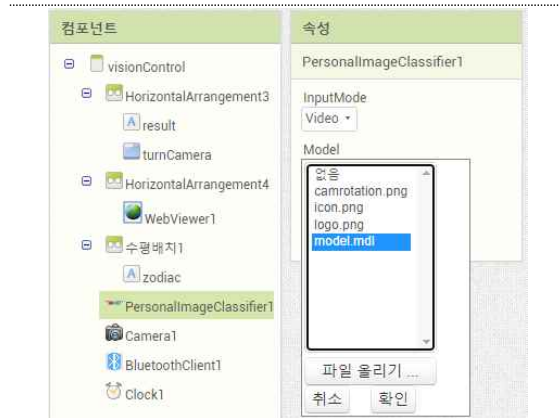 컴포넌트
visionControl
HorizontalArrangement3
result
turnCamera
HorizontalArrangement4
WebViewer1
수평배치1
zodiac
PersonalImageClassifier1
Camera1
BluetoothClient1
Clock1
속성
PersonalImageClassifier1
InputMode
Video
Model
없음
camrotation.png
icon.png
logo.png
model.mdl
파일 올리기 ...
취소 확인